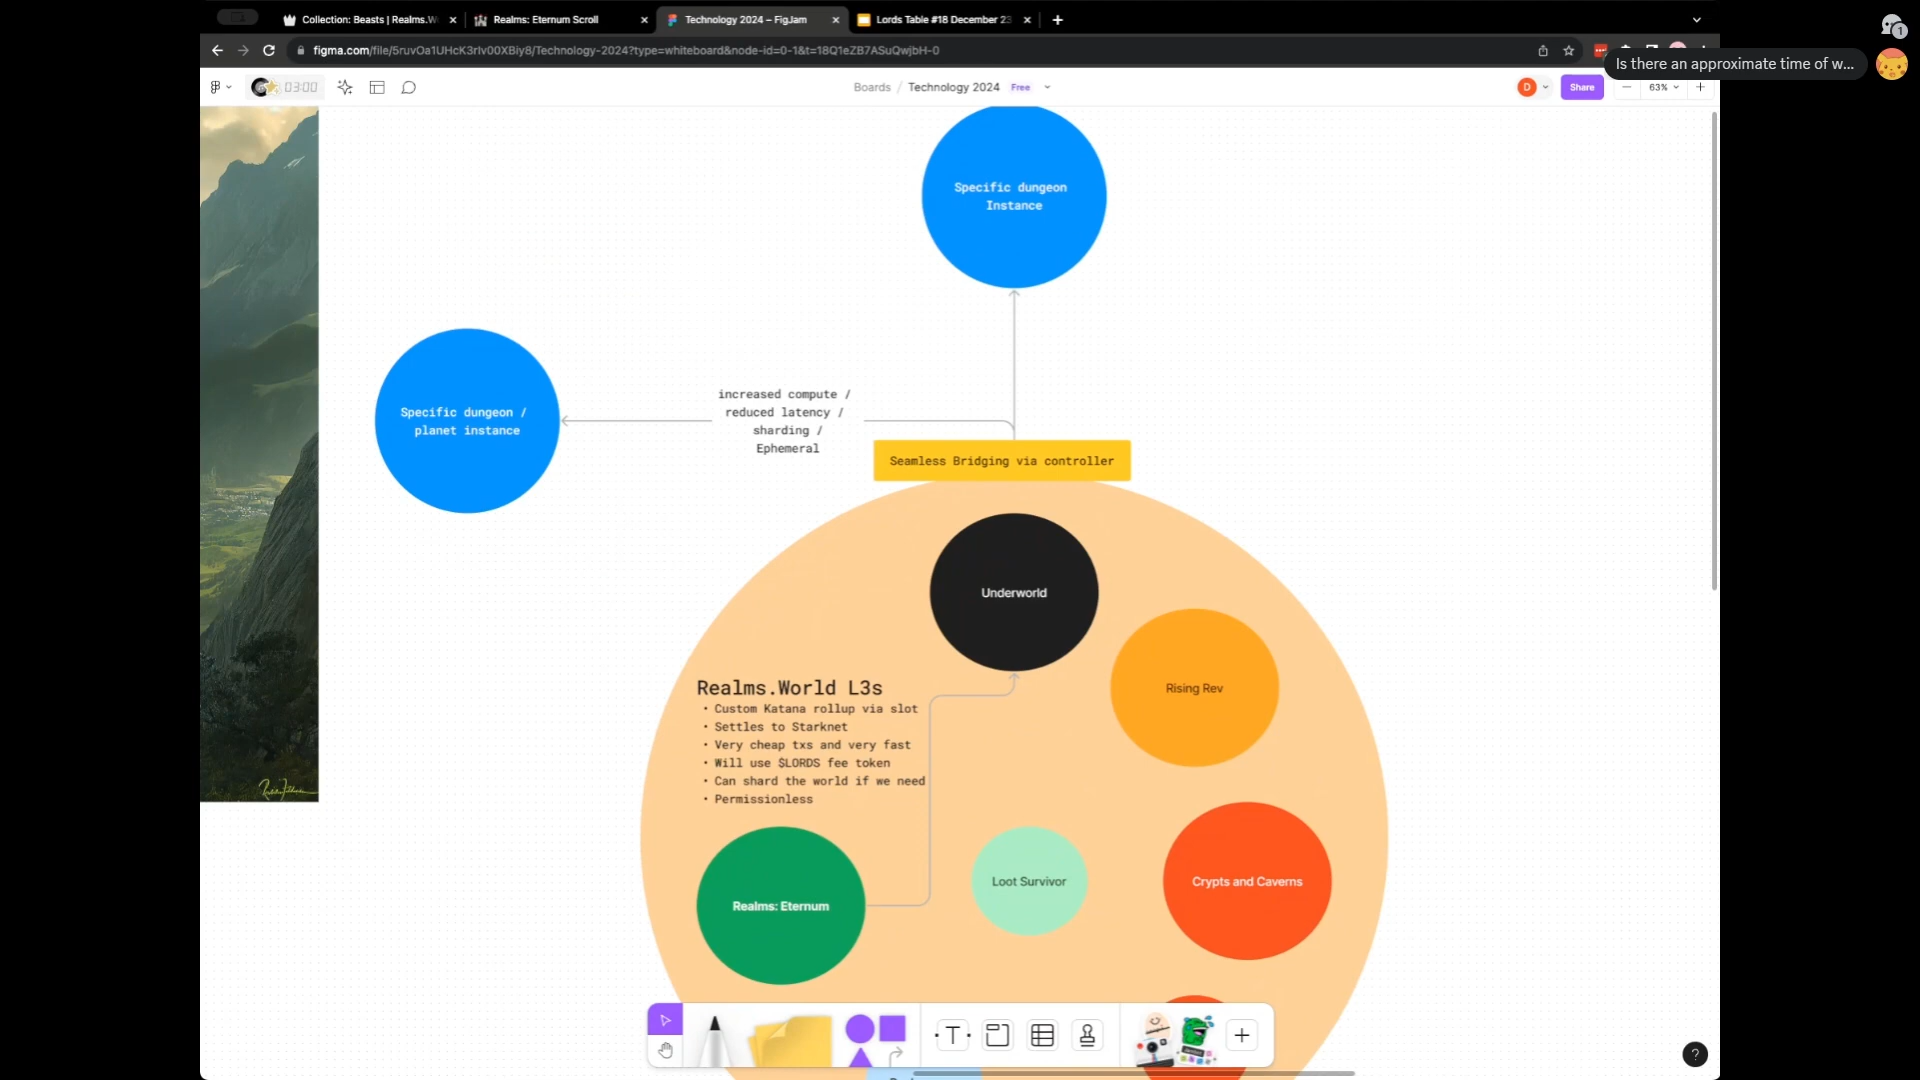 Collection: Beasts | Realms.W
Realms: Eternum Scroll
Technology 2024 – FigJam
Lords Table #18 December 23
figma.com/file/5ruvOa1UHcK3rIv00XBiy8/Technology-2024?type=whiteboard&node-id=0-1&t=18Q1eZB7ASuQwjbH-0
1
Is there an approximate time of w...
03:00
Boards / Technology 2024 Free
D
Share
63%
Specific dungeon
Instance
Specific dungeon /
planet instance
increased compute /
reduced latency /
sharding /
Ephemeral
Seamless Bridging via controller
Underworld
Rising Rev
Realms.World L3s
• Custom Katana rollup via slot
• Settles to Starknet
• Very cheap txs and very fast
• Will use $LORDS fee token
• Can shard the world if we need
• Permissionless
Realms: Eternum
Loot Survivor
Crypts and Caverns
T
?